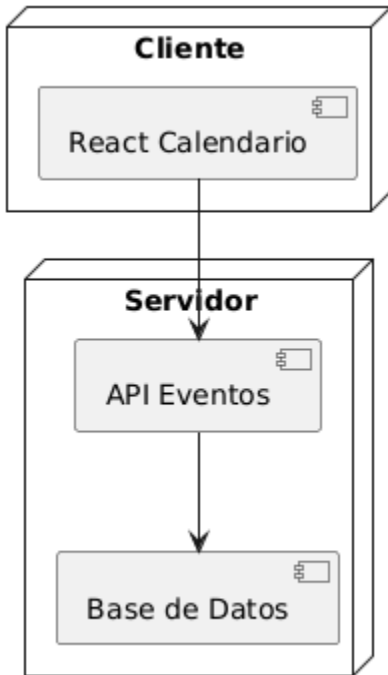 Cliente
React Calendario
Servidor
API Eventos
Base de Datos